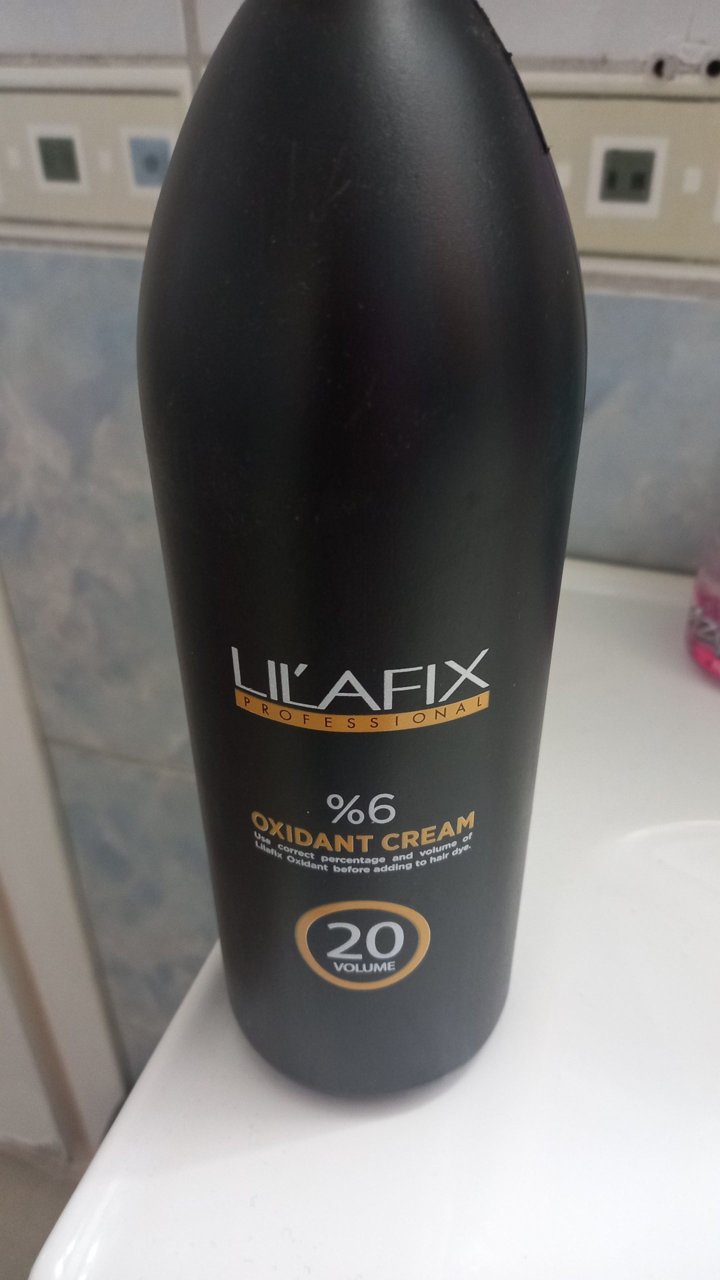 LIL'AFIX
PROFESSIONAL
%6
OXIDANT CREAM
Use correct percentage and volume of
Lilafix Oxidant before adding to hair dye.
20
VOLUME